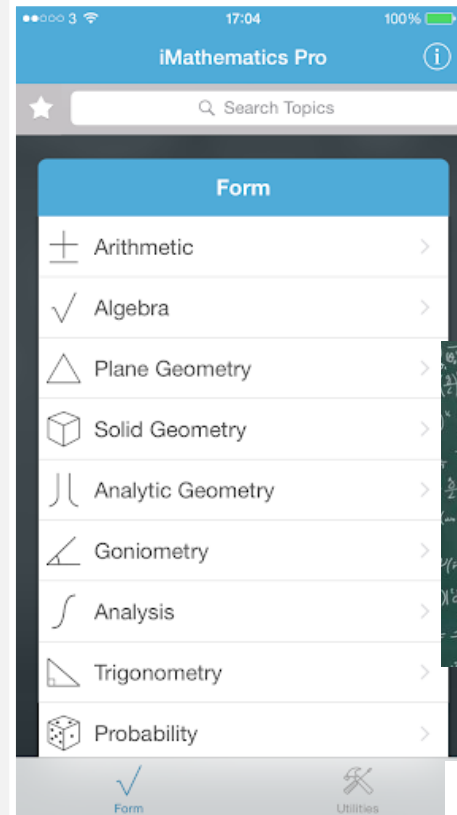 3 17:04 100%
iMathematics Pro
Search Topics
Form
Arithmetic
Algebra
Plane Geometry
Solid Geometry
Analytic Geometry
Goniometry
Analysis
Trigonometry
Probability
Form Utilities